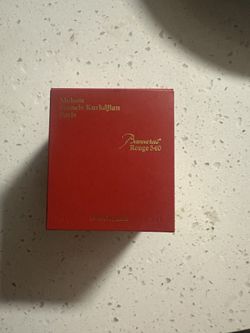 Maison
Francis Kurkdjian
Paris
Baccarat
Rouge 540